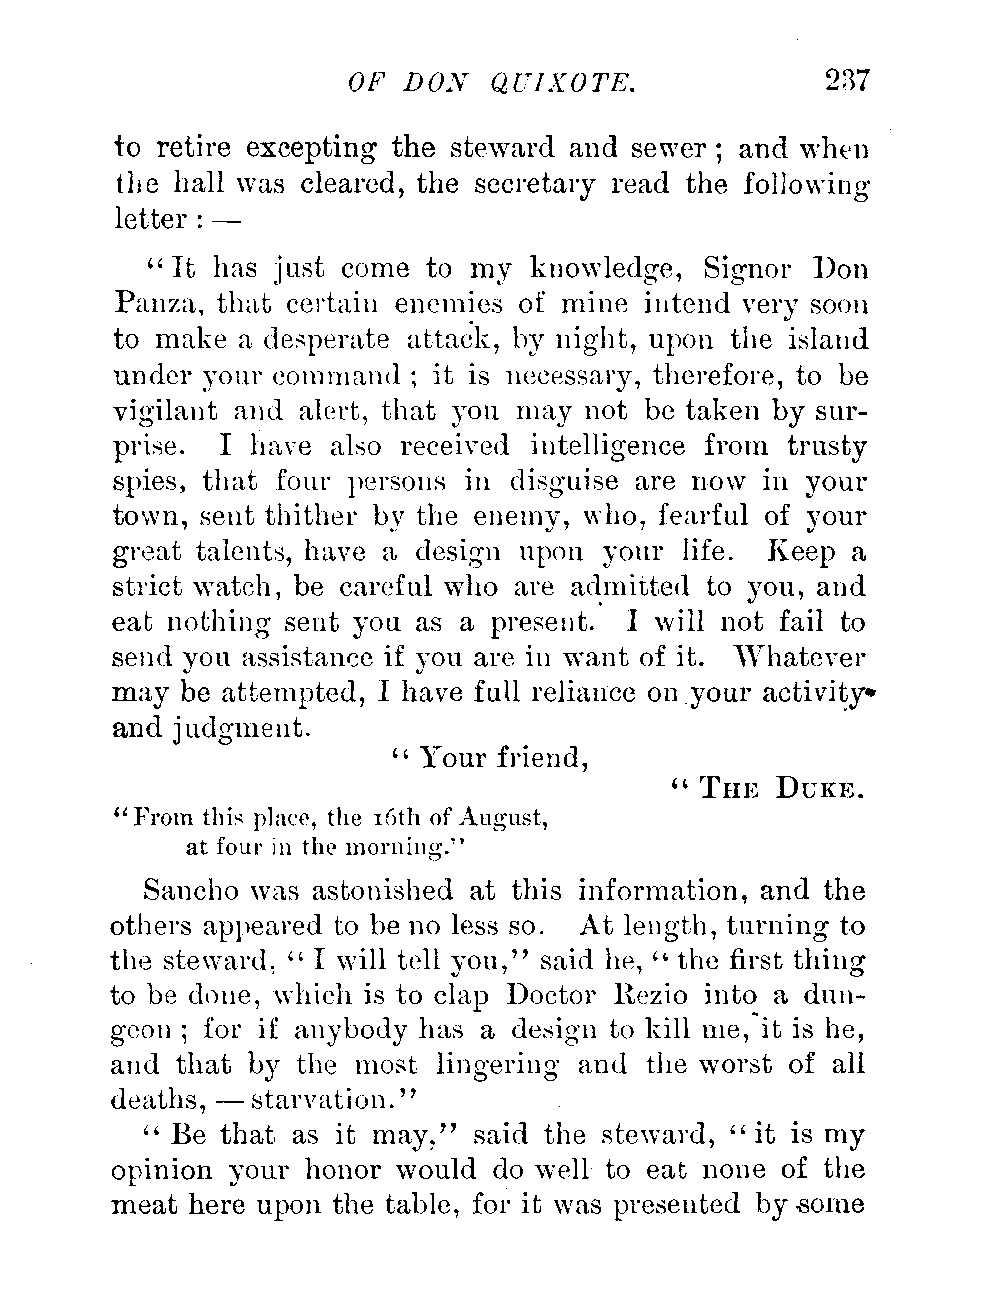 OF DON QUIXOTE. 237
to retire excepting the steward and sewer ; and when
the hall was cleared, the secretary read the following
letter : —
“ It has just come to my knowledge, Signor Don
Panza, that certain enemies of mine intend very soon
to make a desperate attack, by night, upon the island
under your command ; it is necessary, therefore, to be
vigilant and alert, that you may not be taken by sur-
prise. I have also received intelligence from trusty
spies, that four persons in disguise are now in your
town, sent thither by the enemy, who, fearful of your
great talents, have a design upon your life. Keep a
strict watch, be careful who are admitted to you, and
eat nothing sent you as a present. I will not fail to
send you assistance if you are in want of it. Whatever
may be attempted, I have full reliance on your activity
and judgment.
“ Your friend,
“ THE DUKE.
“ From this place, the 16th of August,
at four in the morning.”
Sancho was astonished at this information, and the
others appeared to be no less so. At length, turning to
the steward, “ I will tell you,” said he, “ the first thing
to be done, which is to clap Doctor Rezio into a dun-
geon ; for if anybody has a design to kill me, it is he,
and that by the most lingering and the worst of all
deaths, — starvation.”
“ Be that as it may,” said the steward, “ it is my
opinion your honor would do well to eat none of the
meat here upon the table, for it was presented by some